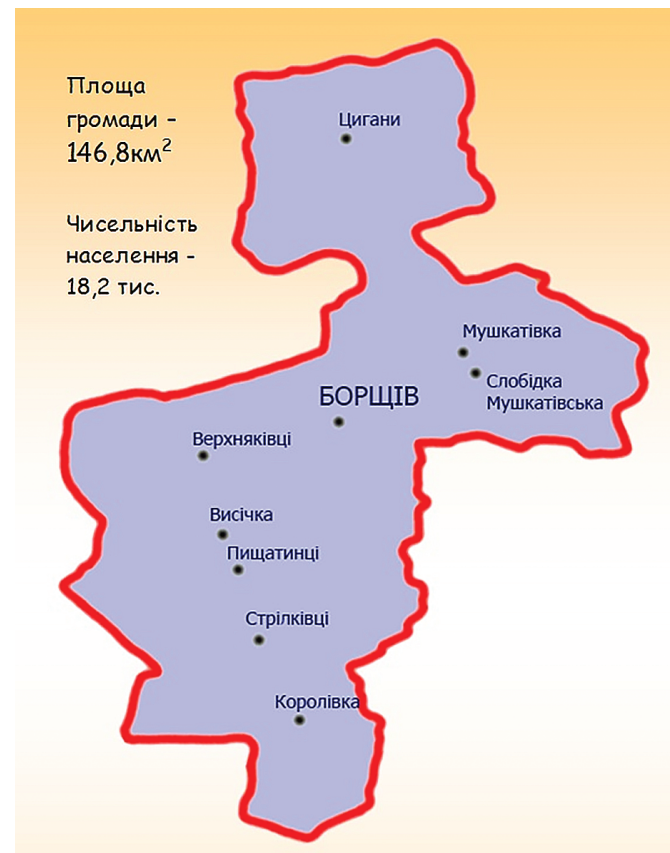 Площа
громади -
146,8км²
Чисельність
населення -
18,2 тис.
Цигани
Мушкатівка
Слобідка
Мушкатівська
БОРЩІВ
Верхняківці
Висічка
Пищатинці
Стрілківці
Королівка